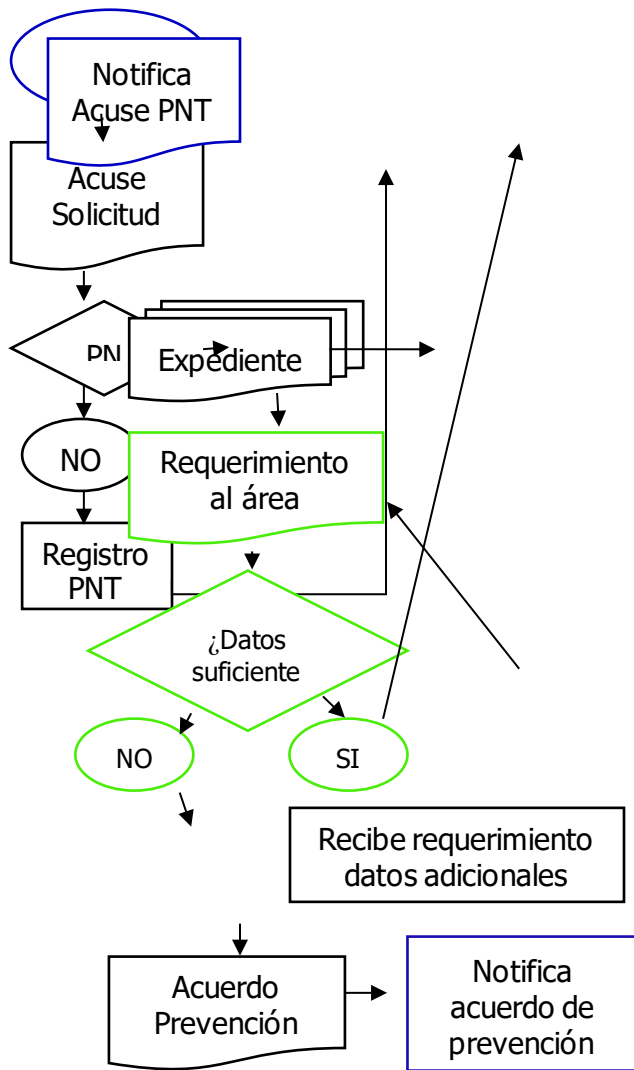 Notifica
Acuse PNT
Acuse
Solicitud
PN
Expediente
NO
Requerimiento
al área
Registro
PNT
¿Datos
suficiente
NO
SI
Recibe requerimiento
datos adicionales
Acuerdo
Prevención
Notifica
acuerdo de
prevención